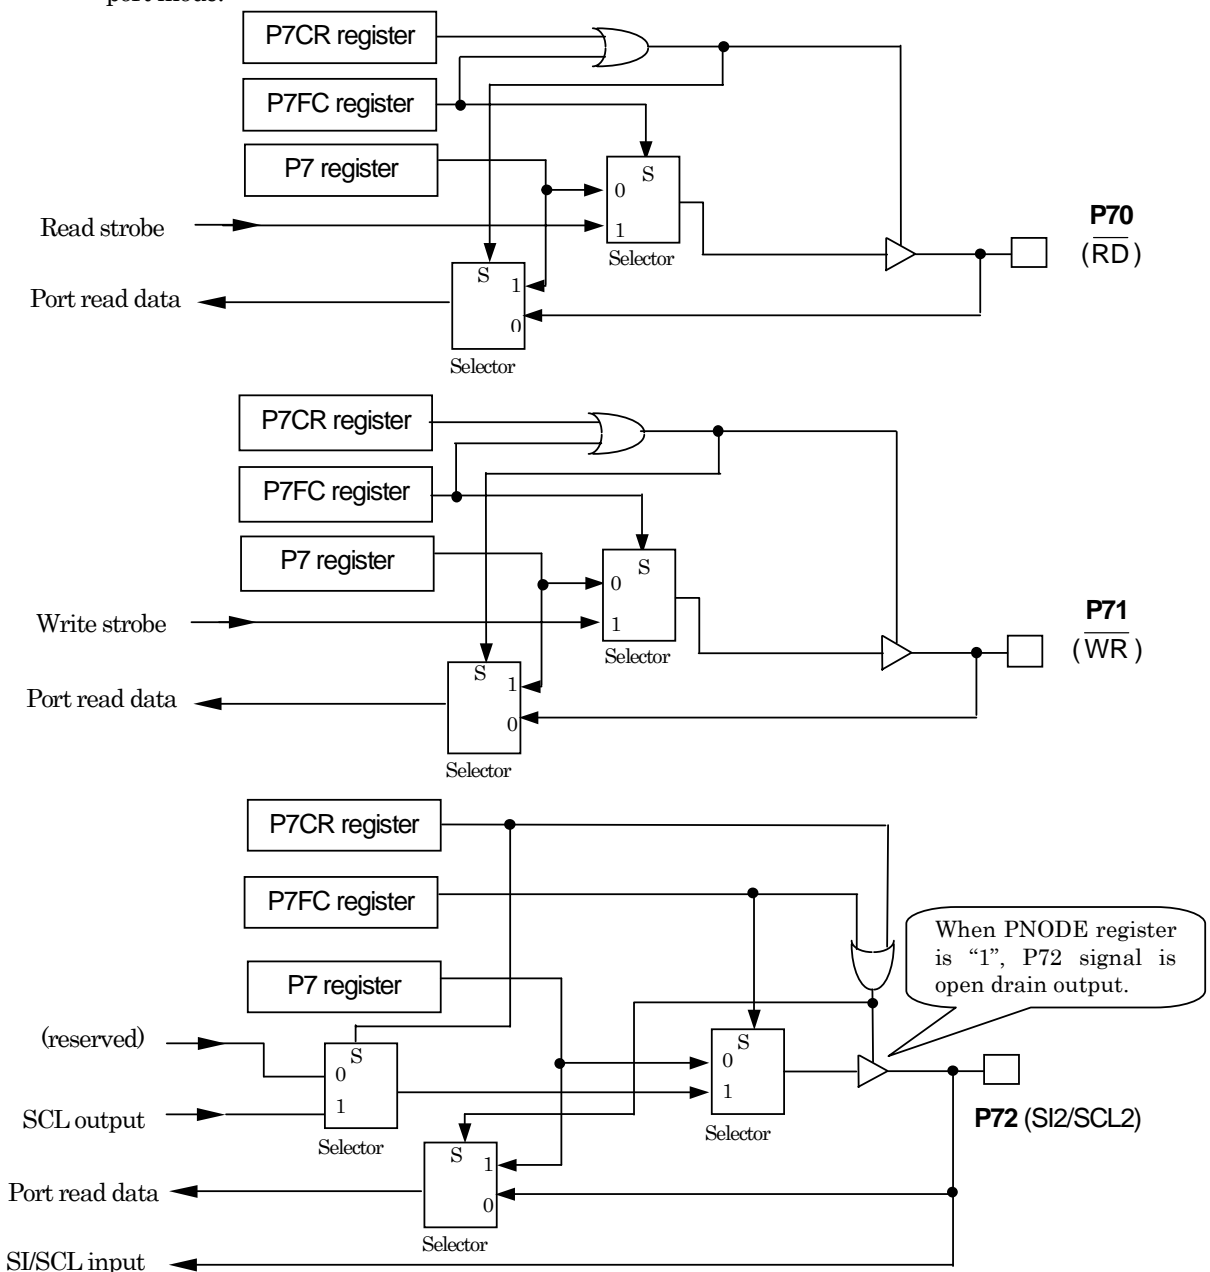 port mode.
P7CR register
P7FC register
P7 register
S
0
1
Selector
Read strobe
P70
(RD)
S
1
0
Port read data
Selector
P7CR register
P7FC register
P7 register
S
0
1
Selector
Write strobe
P71
(WR)
S
1
0
Port read data
Selector
P7CR register
P7FC register
When PNODE register
is “1”, P72 signal is
open drain output.
P7 register
(reserved)
S
0
1
Selector
SCL output
S
0
1
Selector
P72 (SI2/SCL2)
S
1
0
Port read data
Selector
SI/SCL input